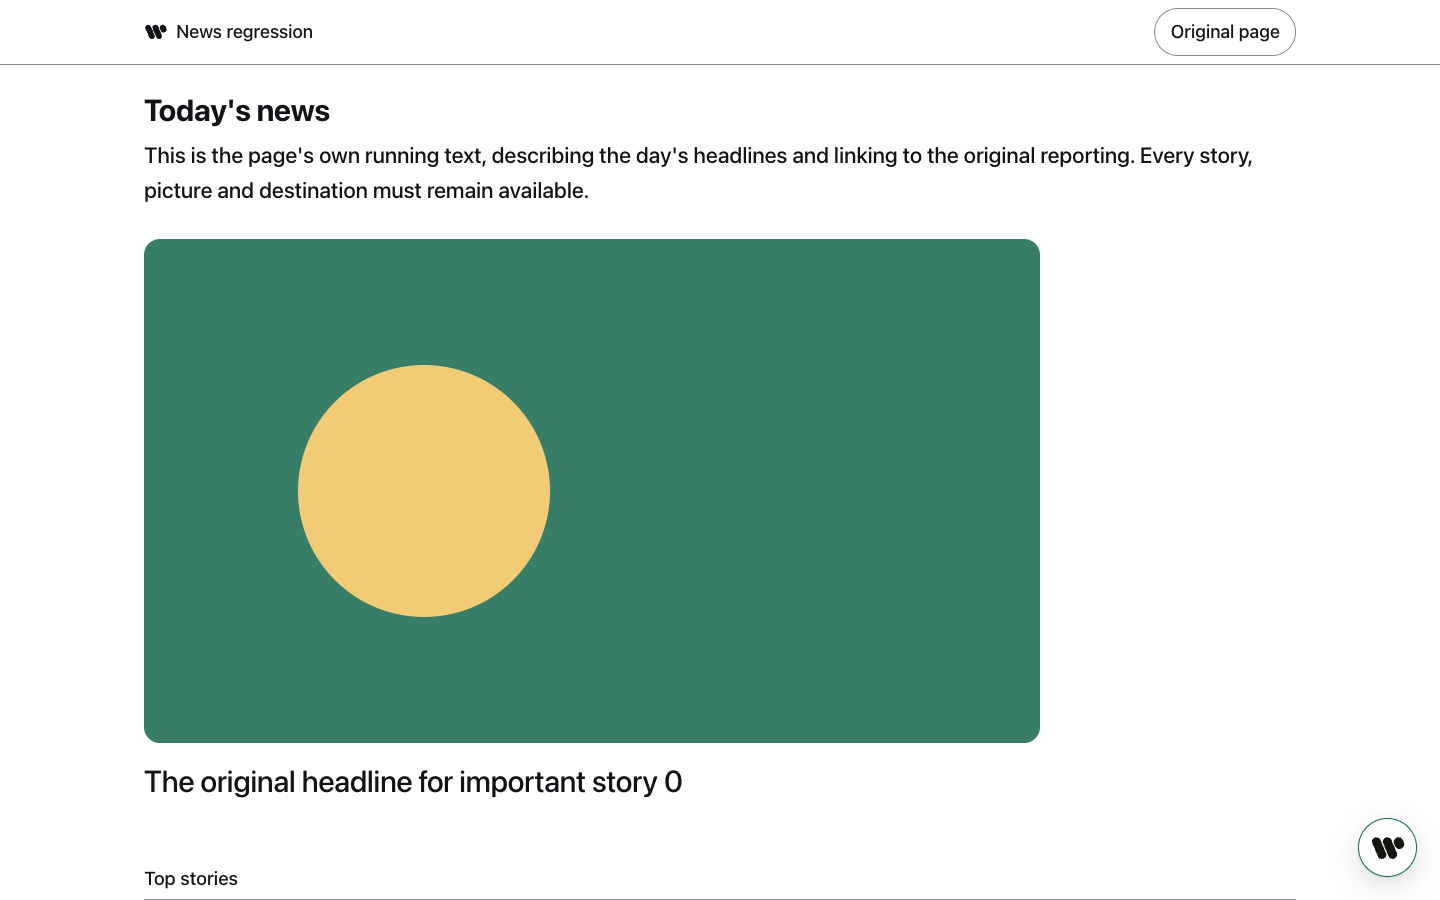 News regression
Original page
Today's news
This is the page's own running text, describing the day's headlines and linking to the original reporting. Every story,
picture and destination must remain available.
The original headline for important story 0
Top stories